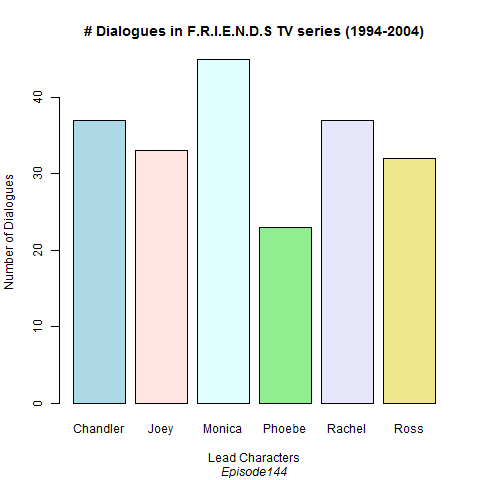 # Dialogues in F.R.I.E.N.D.S TV series (1994-2004)
Number of Dialogues
40
30
20
10
0
Chandler Joey Monica Phoebe Rachel Ross
Lead Characters
Episode144